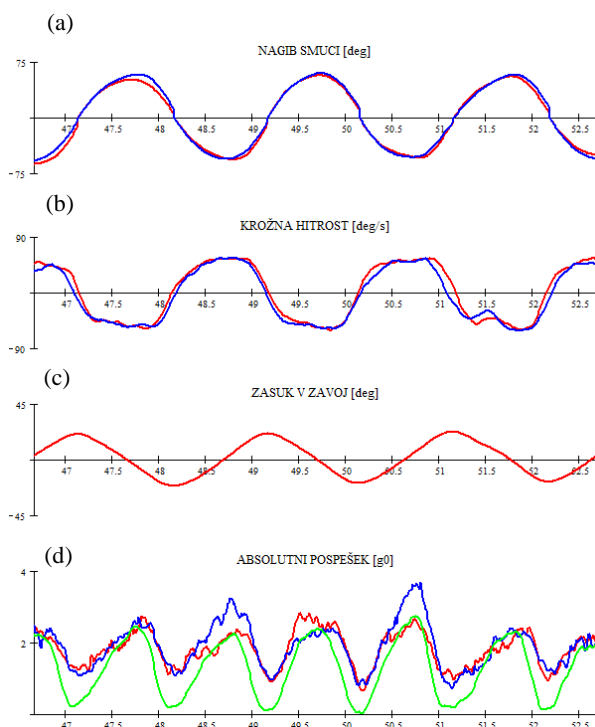 (a)
NAGIB SMUCI [deg]
75
47 47.5 48 48.5 49 49.5 50 50.5 51 51.5 52 52.5
-75
(b)
KROŽNA HITROST [deg/s]
90
47 47.5 48 48.5 49 49.5 50 50.5 51 51.5 52 52.5
-90
(c)
ZASUK V ZAVOJ [deg]
45
47 47.5 48 48.5 49 49.5 50 50.5 51 51.5 52 52.5
-45
(d)
ABSOLUTNI POSPEŠEK [g0]
4
2
47 47.5 48 48.5 49 49.5 50 50.5 51 51.5 52 52.5